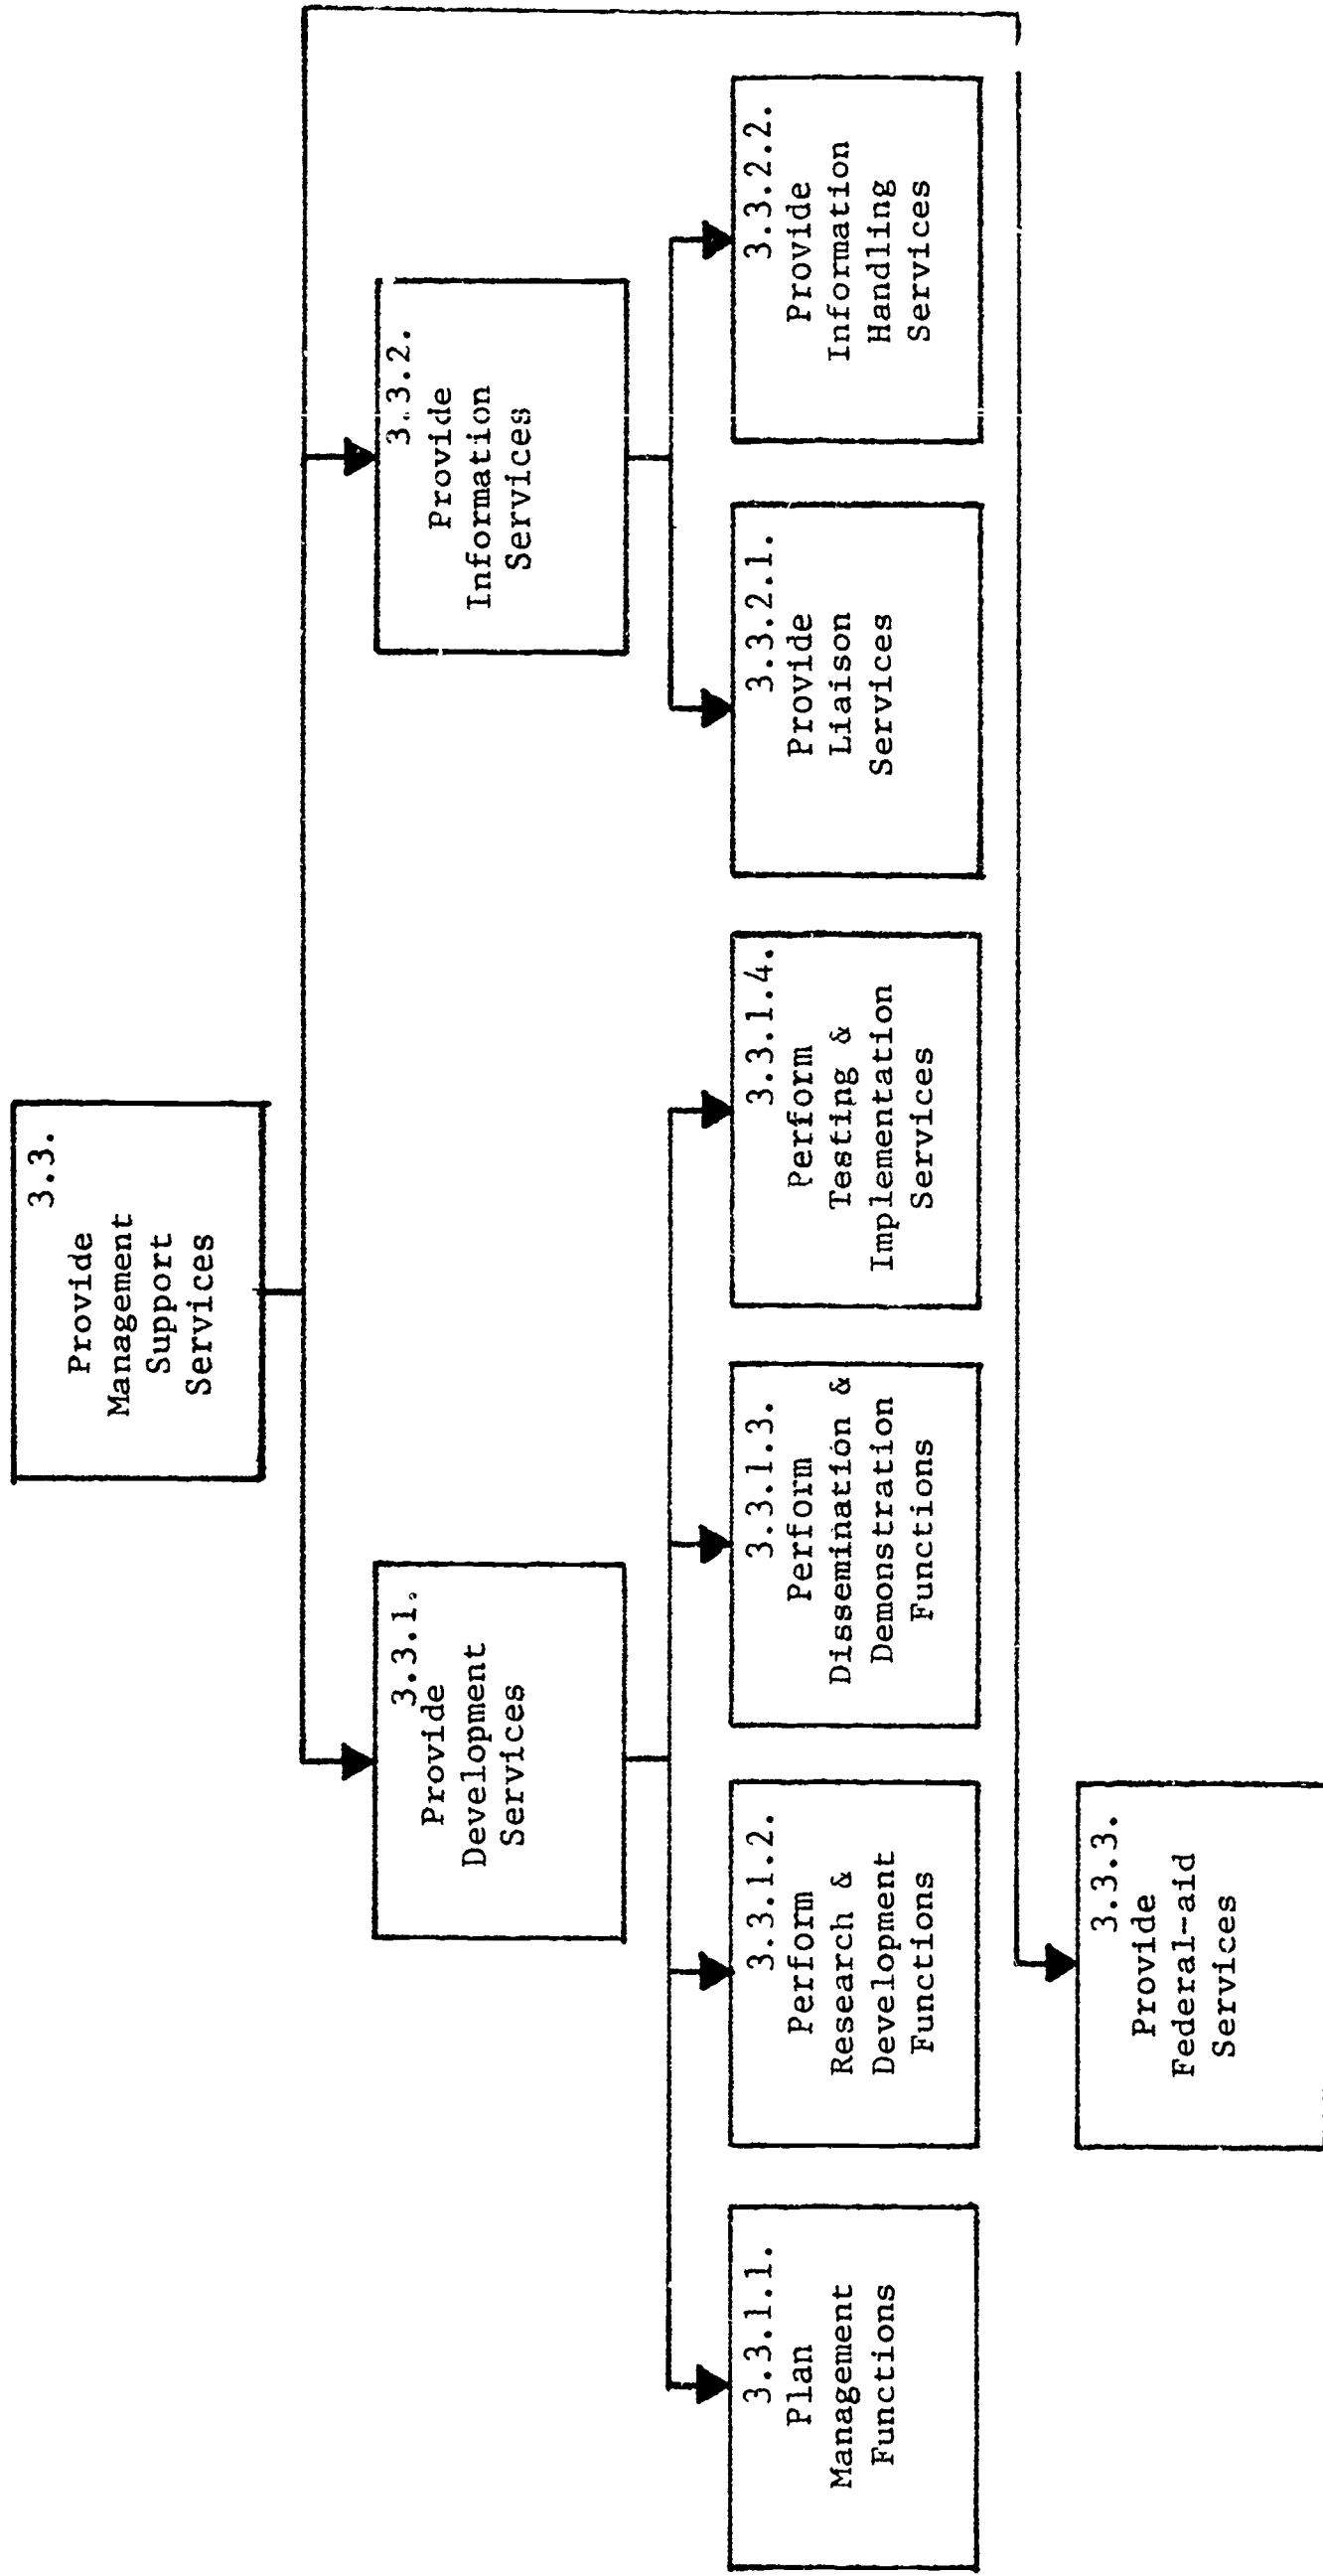 3.3.
Provide
Management
Support
Services
3.3.1.
Provide
Development
Services
3.3.2.
Provide
Information
Services
3.3.1.1.
Plan
Management
Functions
3.3.1.2.
Perform
Research &
Development
Functions
3.3.1.3.
Perform
Dissemination &
Demonstration
Functions
3.3.1.4.
Perform
Testing &
Implementation
Services
3.3.2.1.
Provide
Liaison
Services
3.3.2.2.
Provide
Information
Handling
Services
3.3.3.
Provide
Federal-aid
Services